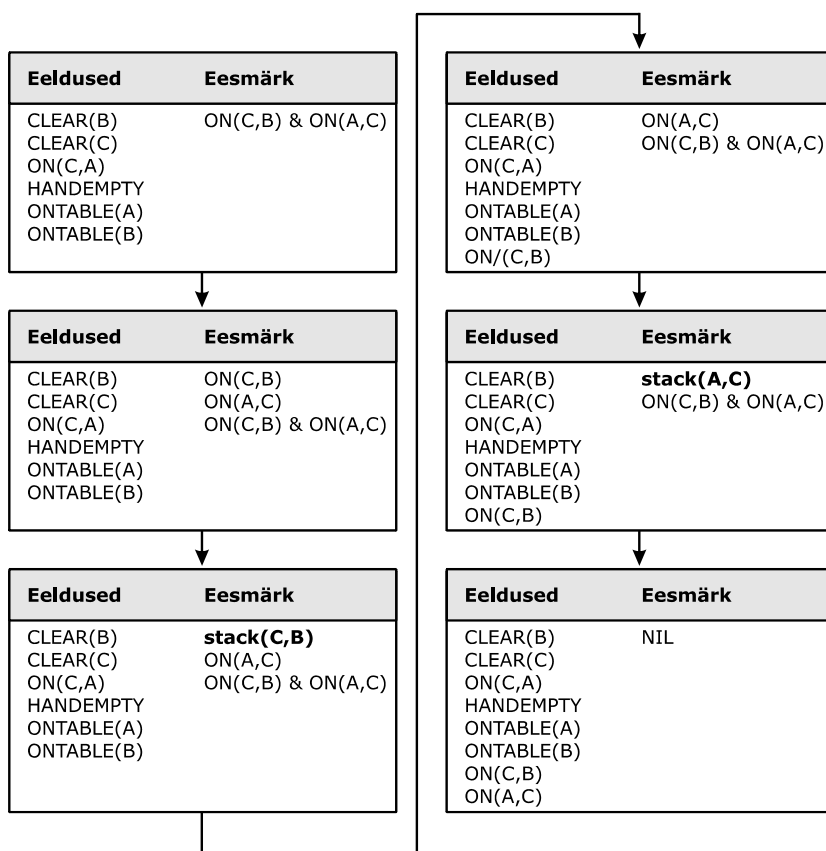 Eeldused Eesmärk
CLEAR(B) ON(C,B) & ON(A,C)
CLEAR(C)
ON(C,A)
HANDEMPTY
ONTABLE(A)
ONTABLE(B)
Eeldused Eesmärk
CLEAR(B) ON(C,B)
CLEAR(C) ON(A,C)
ON(C,A) ON(C,B) & ON(A,C)
HANDEMPTY
ONTABLE(A)
ONTABLE(B)
Eeldused Eesmärk
CLEAR(B) stack(C,B)
CLEAR(C) ON(A,C)
ON(C,A) ON(C,B) & ON(A,C)
HANDEMPTY
ONTABLE(A)
ONTABLE(B)
Eeldused Eesmärk
CLEAR(B) ON(A,C)
CLEAR(C) ON(C,B) & ON(A,C)
ON(C,A)
HANDEMPTY
ONTABLE(A)
ONTABLE(B)
ON/(C,B)
Eeldused Eesmärk
CLEAR(B) stack(A,C)
CLEAR(C) ON(C,B) & ON(A,C)
ON(C,A)
HANDEMPTY
ONTABLE(A)
ONTABLE(B)
ON(C,B)
Eeldused Eesmärk
CLEAR(B) NIL
CLEAR(C)
ON(C,A)
HANDEMPTY
ONTABLE(A)
ONTABLE(B)
ON(C,B)
ON(A,C)